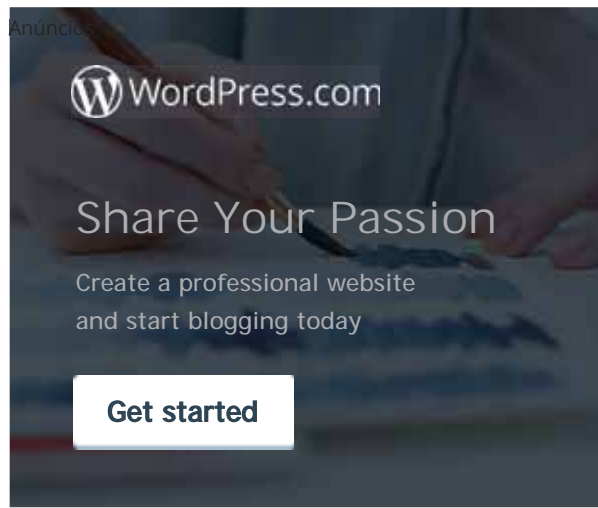 Anúncios
WordPress.com
Share Your Passion
Create a professional website
and start blogging today
Get started